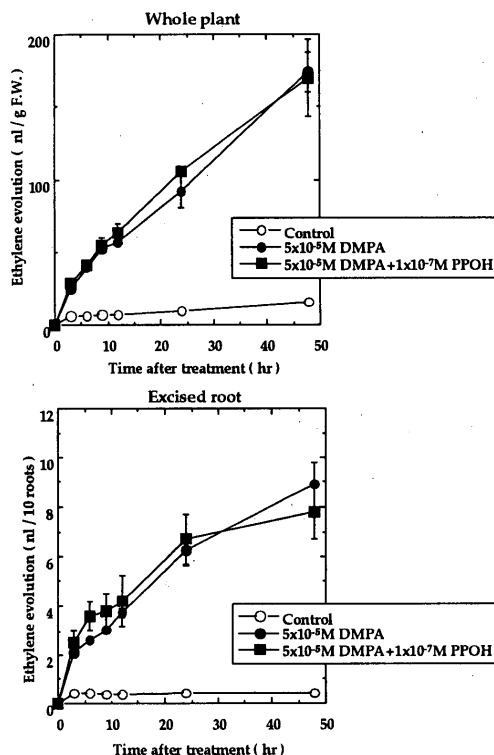 Whole plant
200
100
0
Ethylene evolution ( nl/g F.W.)
0 10 20 30 40 50
Time after treatment ( hr)
Control
5x10-⁵M DMPA
5x10-⁵M DMPA+1x10-⁷M PPOH
Excised root
12
10
8
6
4
2
0
Ethylene evolution ( nl / 10 roots)
0 10 20 30 40 50
Time after treatment ( hr)
Control
5x10-⁵M DMPA
5x10-⁵M DMPA+1x10-⁷M PPOH